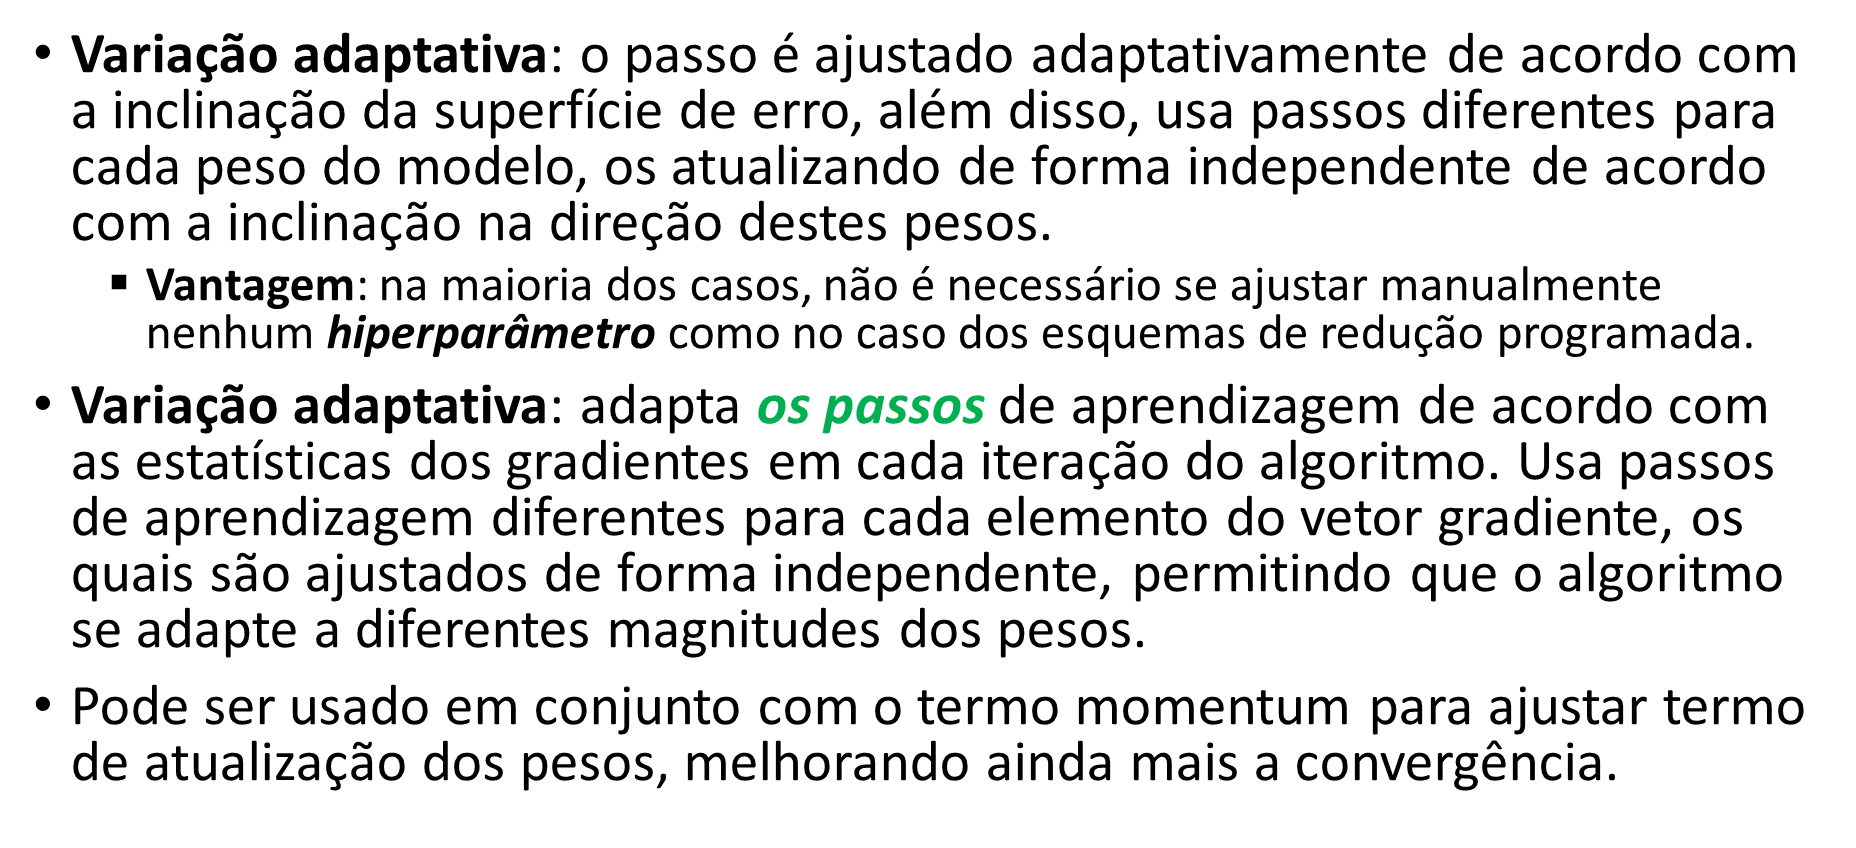 • Variação adaptativa: o passo é ajustado adaptativamente de acordo com
a inclinação da superfície de erro, além disso, usa passos diferentes para
cada peso do modelo, os atualizando de forma independente de acordo
com a inclinação na direção destes pesos.
▪ Vantagem: na maioria dos casos, não é necessário se ajustar manualmente
nenhum hiperparâmetro como no caso dos esquemas de redução programada.
• Variação adaptativa: adapta os passos de aprendizagem de acordo com
as estatísticas dos gradientes em cada iteração do algoritmo. Usa passos
de aprendizagem diferentes para cada elemento do vetor gradiente, os
quais são ajustados de forma independente, permitindo que o algoritmo
se adapte a diferentes magnitudes dos pesos.
• Pode ser usado em conjunto com o termo momentum para ajustar termo
de atualização dos pesos, melhorando ainda mais a convergência.